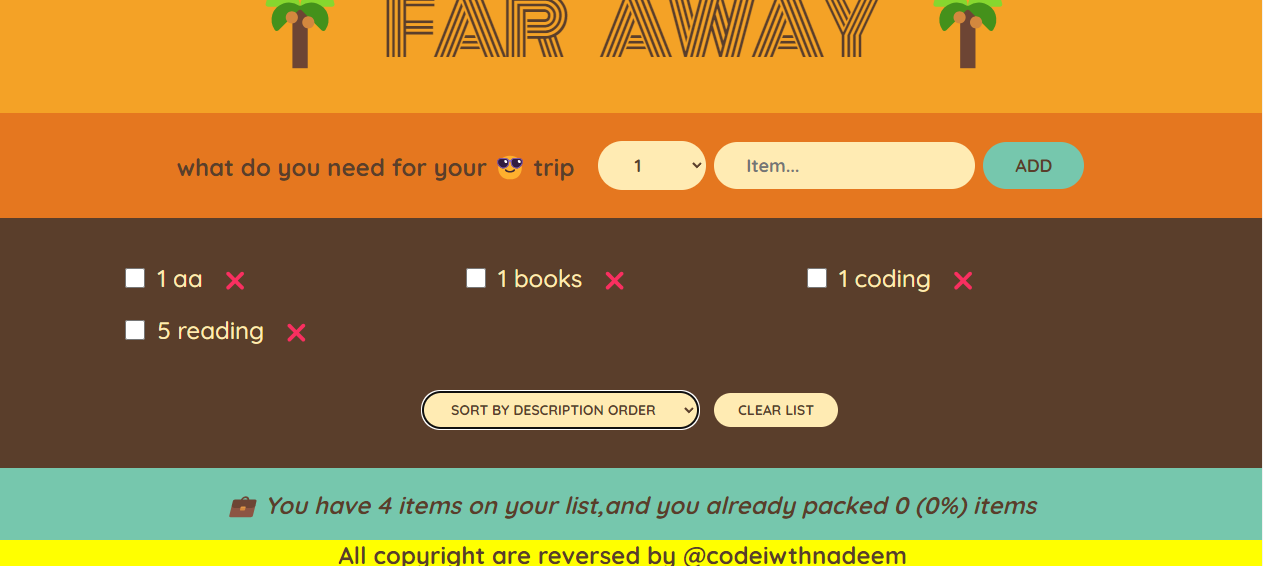 FAR AWAY
what do you need for your 😎 trip 1 Item... ADD
1 aa ❌ 1 books ❌ 1 coding ❌
5 reading ❌
SORT BY DESCRIPTION ORDER CLEAR LIST
💼 You have 4 items on your list,and you already packed 0 (0%) items
All copyright are reversed by @codeiwthnadeem